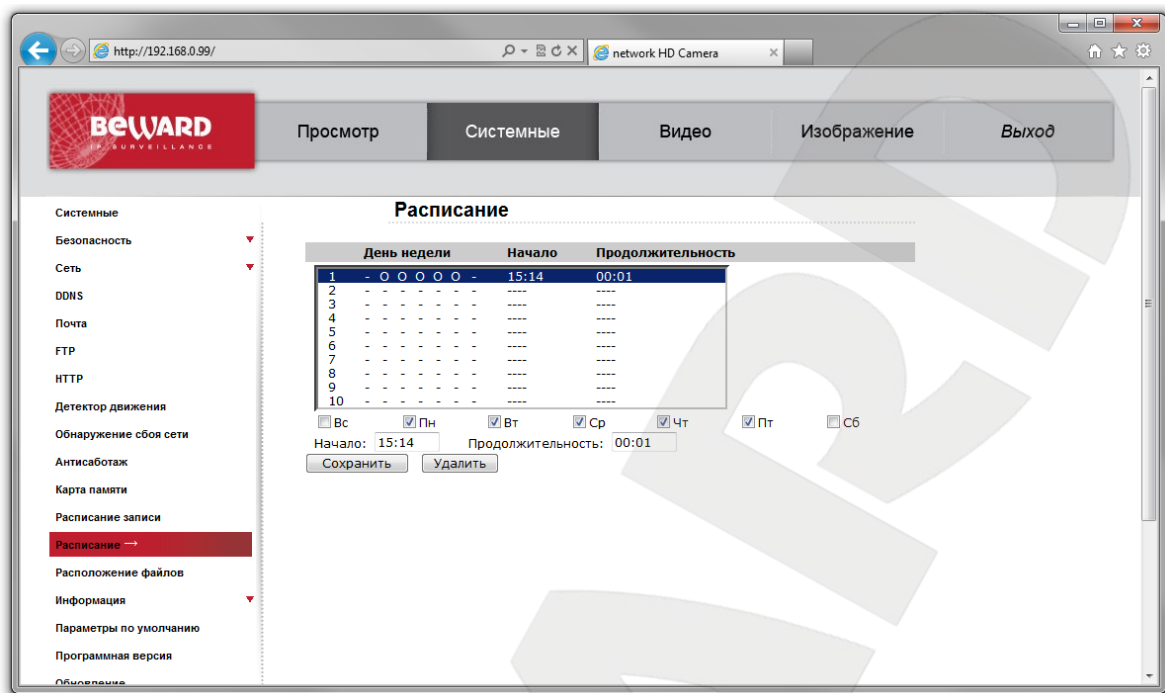 http://192.168.0.99/
network HD Camera
BEWARD
IP SURVEILLANCE
Просмотр
Системные
Видео
Изображение
Выход
Системные
Безопасность
Сеть
DDNS
Почта
FTP
HTTP
Детектор движения
Обнаружение сбоя сети
Антисаботаж
Карта памяти
Расписание записи
Расписание →
Расположение файлов
Информация
Параметры по умолчанию
Программная версия
Обновление
Расписание
День недели Начало Продолжительность
1 - O O O O O - 15:14 00:01
2 - - - - - - - ---- ----
3 - - - - - - - ---- ----
4 - - - - - - - ---- ----
5 - - - - - - - ---- ----
6 - - - - - - - ---- ----
7 - - - - - - - ---- ----
8 - - - - - - - ---- ----
9 - - - - - - - ---- ----
10 - - - - - - - ---- ----
Вс Пн Вт Ср Чт Пт Сб
Начало: 15:14 Продолжительность: 00:01
Сохранить Удалить